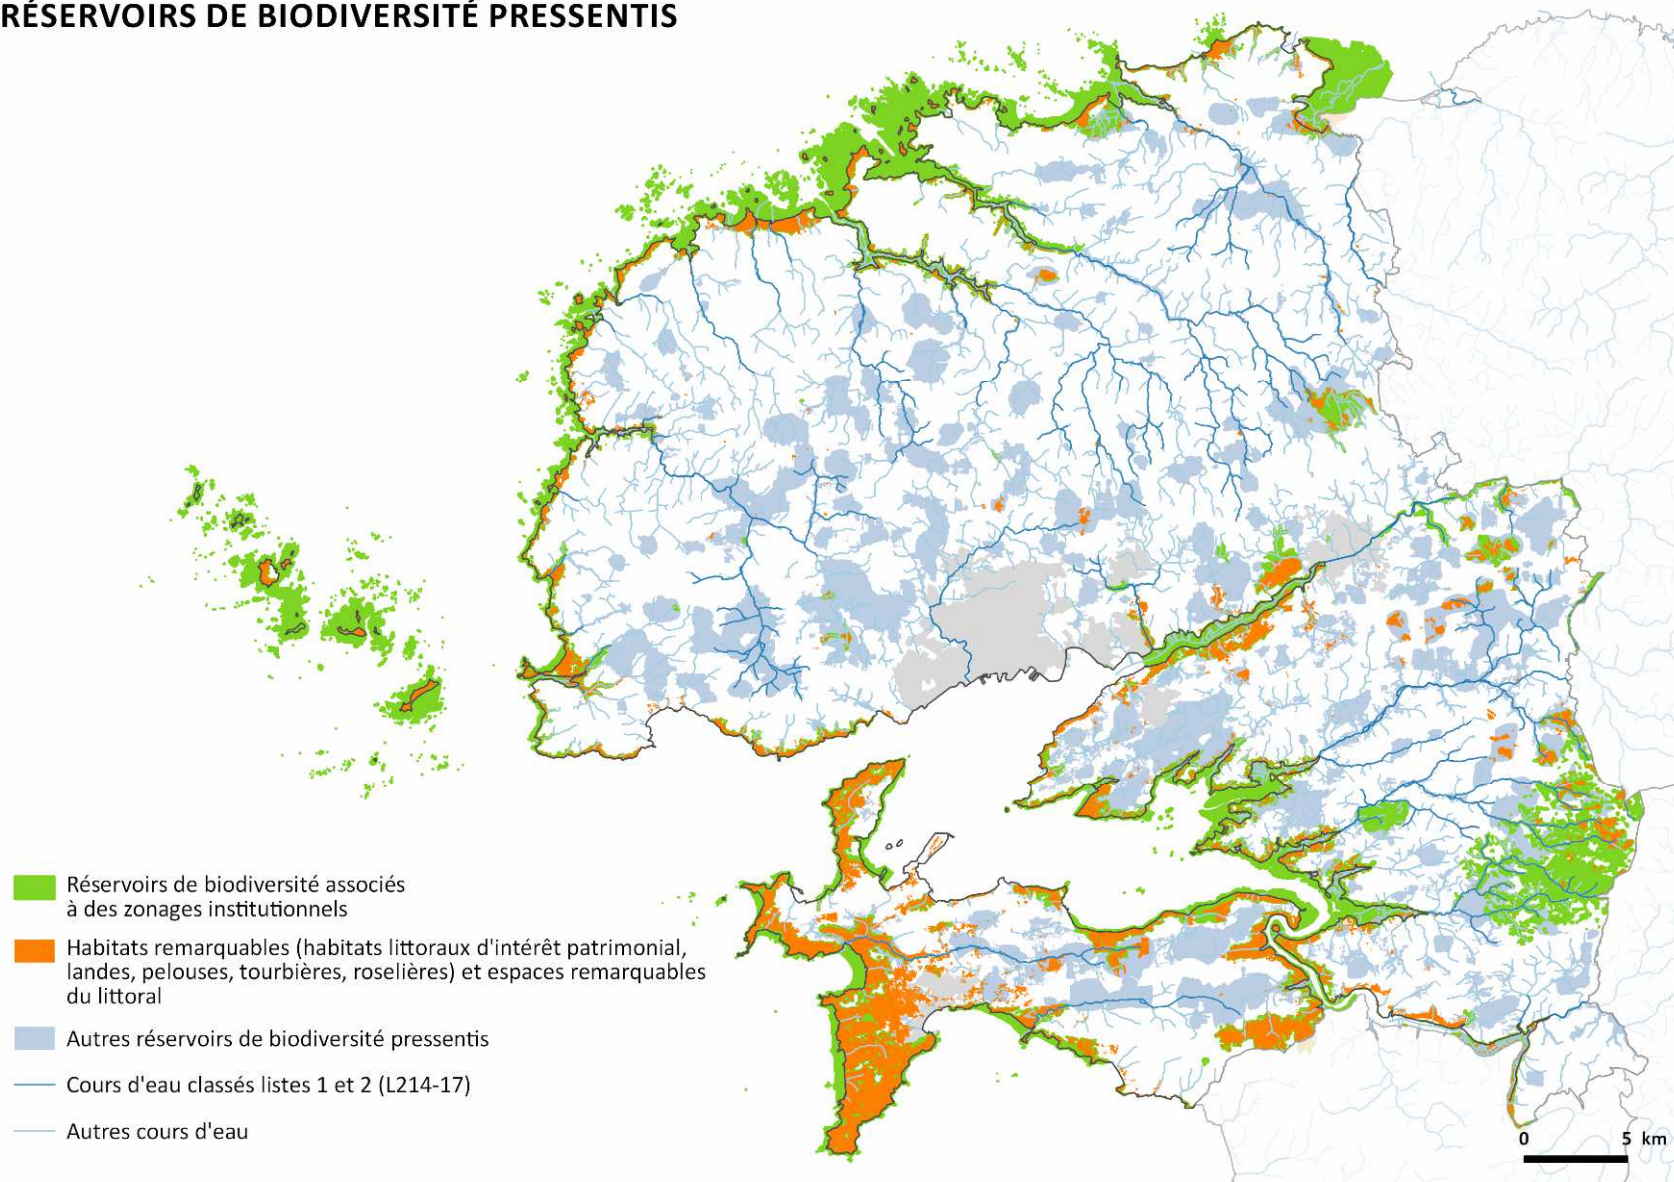 RÉSERVOIRS DE BIODIVERSITÉ PRESSENTIS
Réservoirs de biodiversité associés
à des zonages institutionnels
Habitats remarquables (habitats littoraux d'intérêt patrimonial,
landes, pelouses, tourbières, roselières) et espaces remarquables
du littoral
Autres réservoirs de biodiversité pressentis
Cours d'eau classés listes 1 et 2 (L214-17)
Autres cours d'eau
0 5 km